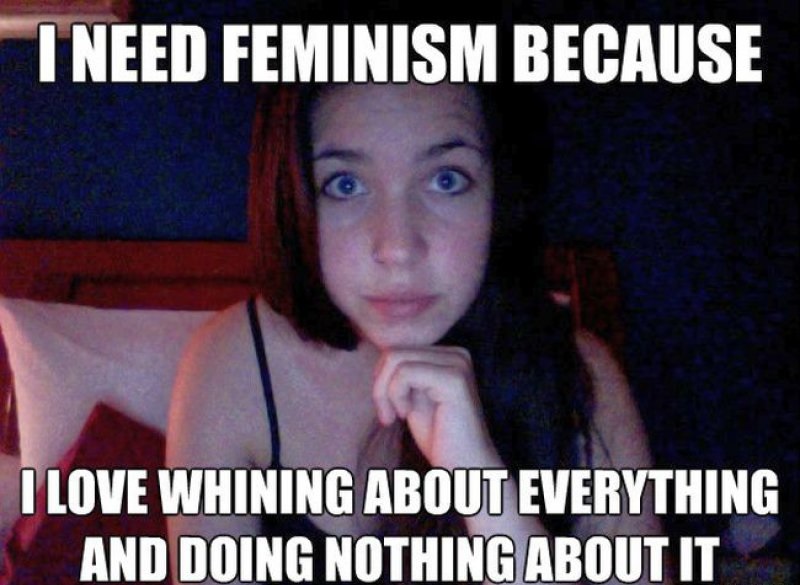 I NEED FEMINISM BECAUSE
I LOVE WHINING ABOUT EVERYTHING
AND DOING NOTHING ABOUT IT